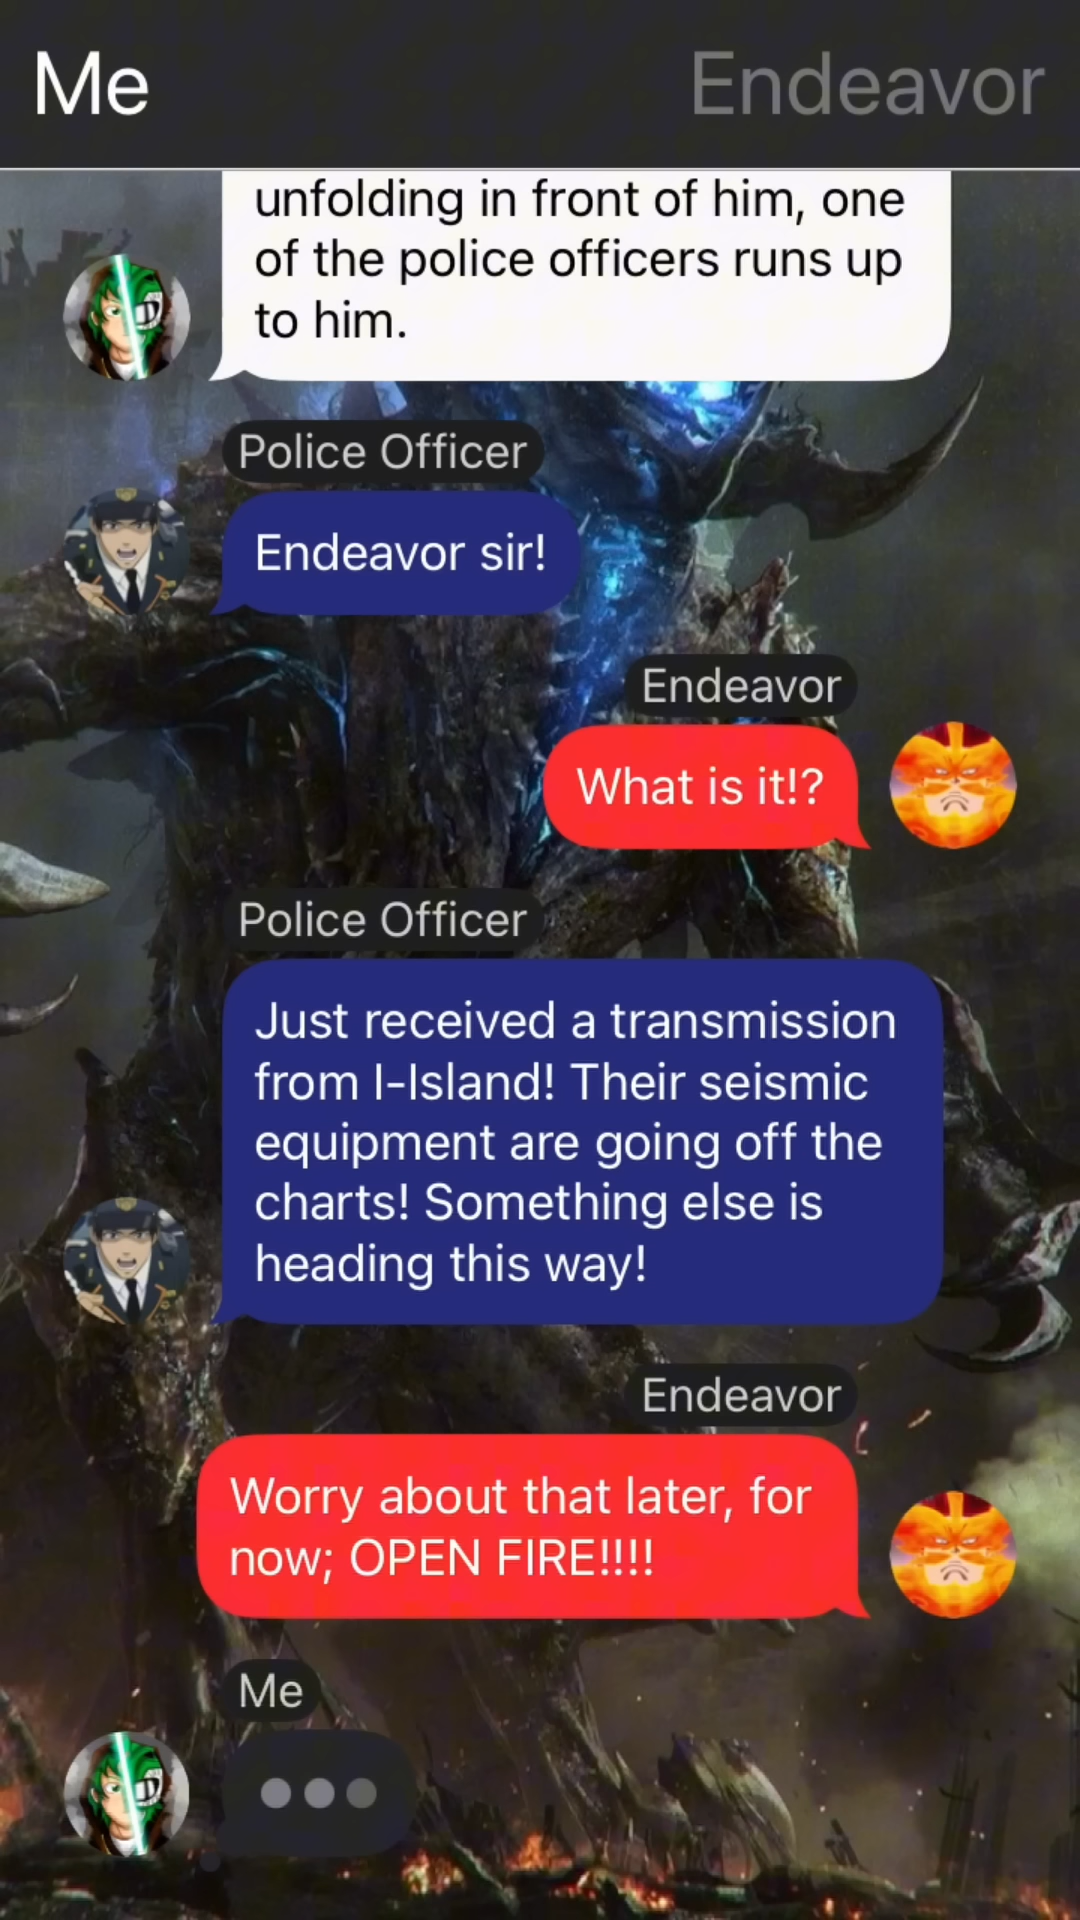 Me
Endeavor
unfolding in front of him, one
of the police officers runs up
to him.
Police Officer
Endeavor sir!
Endeavor
What is it!?
Police Officer
Just received a transmission
from I-Island! Their seismic
equipment are going off the
charts! Something else is
heading this way!
Endeavor
Worry about that later, for
now; OPEN FIRE!!!!
Me